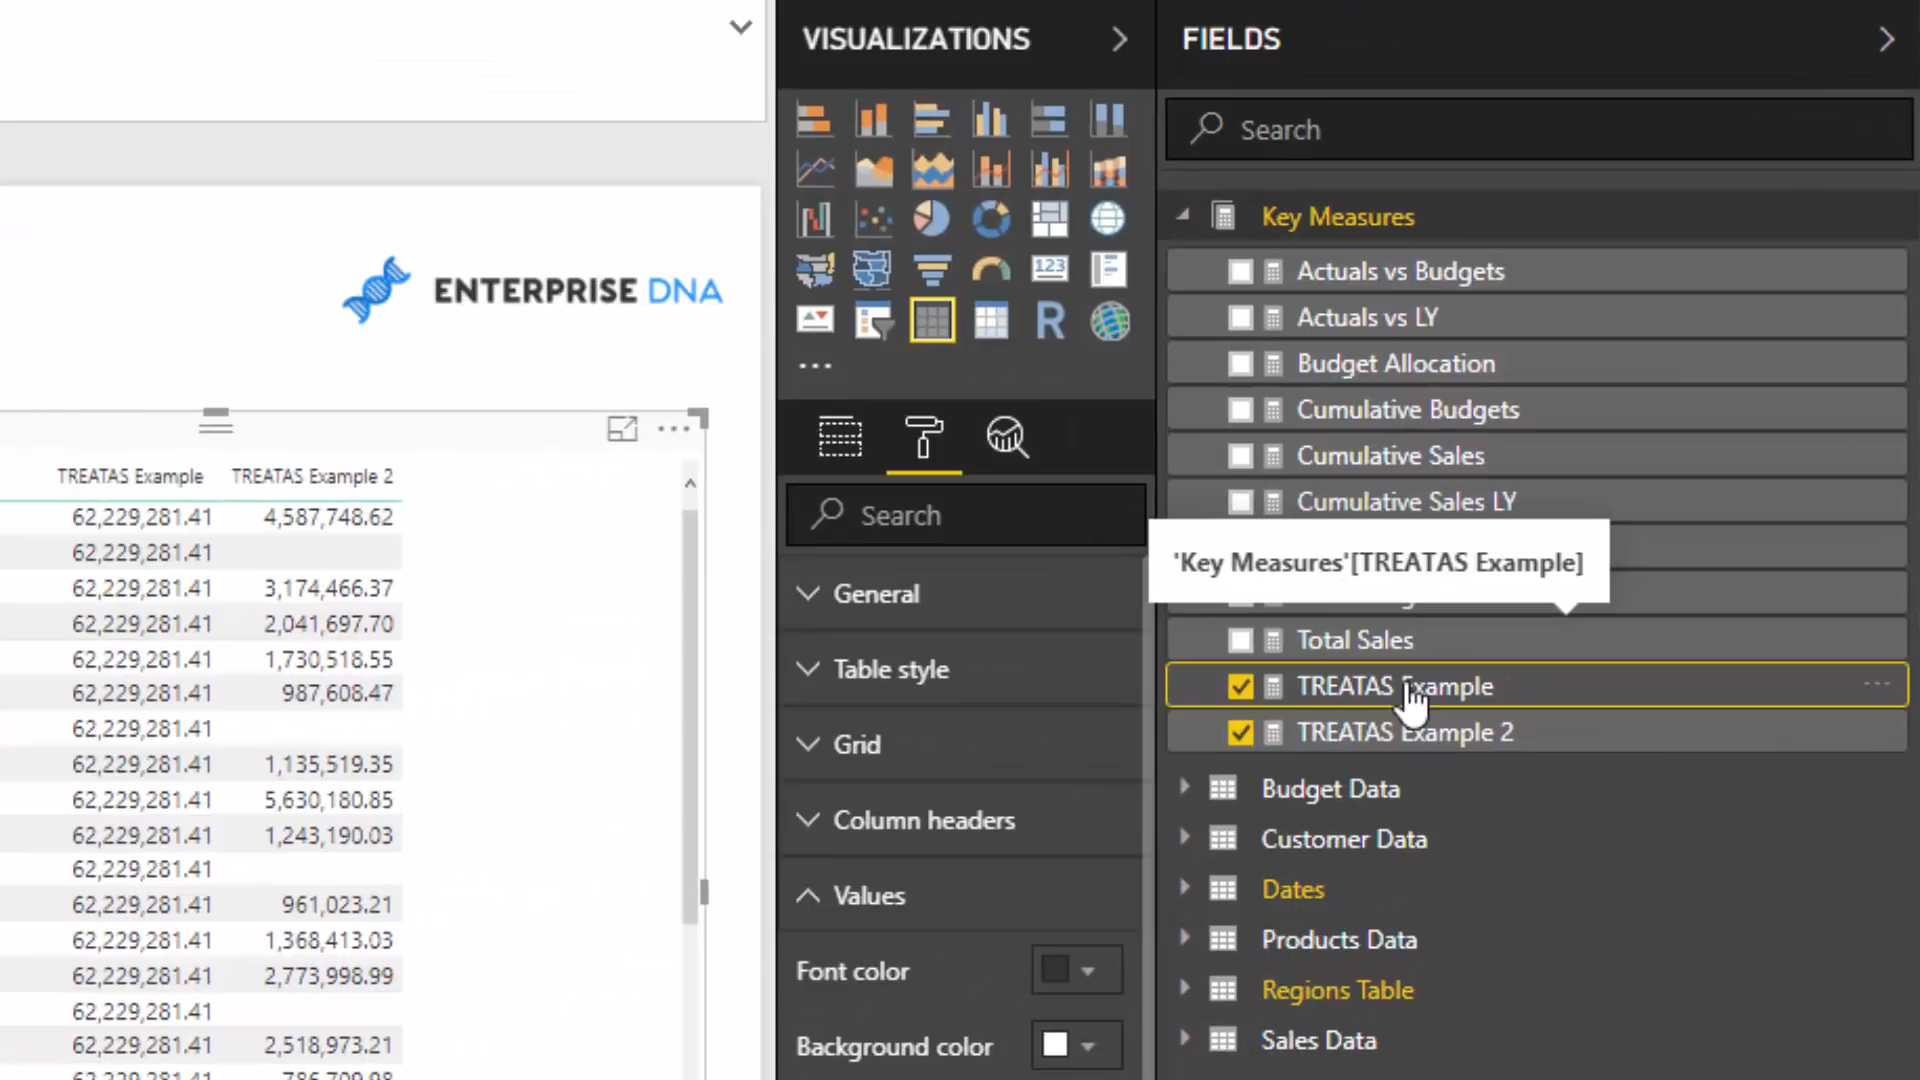 VISUALIZATIONS
FIELDS
Search
Key Measures
Actuals vs Budgets
Actuals vs LY
Budget Allocation
Cumulative Budgets
Cumulative Sales
Cumulative Sales LY
'Key Measures'[TREATAS Example]
Total Sales
TREATAS Example
TREATAS Example 2
Budget Data
Customer Data
Dates
Products Data
Regions Table
Sales Data
123
R
Search
General
Table style
Grid
Column headers
Values
Font color
Background color
ENTERPRISE DNA
TREATAS Example TREATAS Example 2
62,229,281.41 4,587,748.62
62,229,281.41
62,229,281.41 3,174,466.37
62,229,281.41 2,041,697.70
62,229,281.41 1,730,518.55
62,229,281.41 987,608.47
62,229,281.41
62,229,281.41 1,135,519.35
62,229,281.41 5,630,180.85
62,229,281.41 1,243,190.03
62,229,281.41
62,229,281.41 961,023.21
62,229,281.41 1,368,413.03
62,229,281.41 2,773,998.99
62,229,281.41
62,229,281.41 2,518,973.21
62,229,281.41 786,709.98